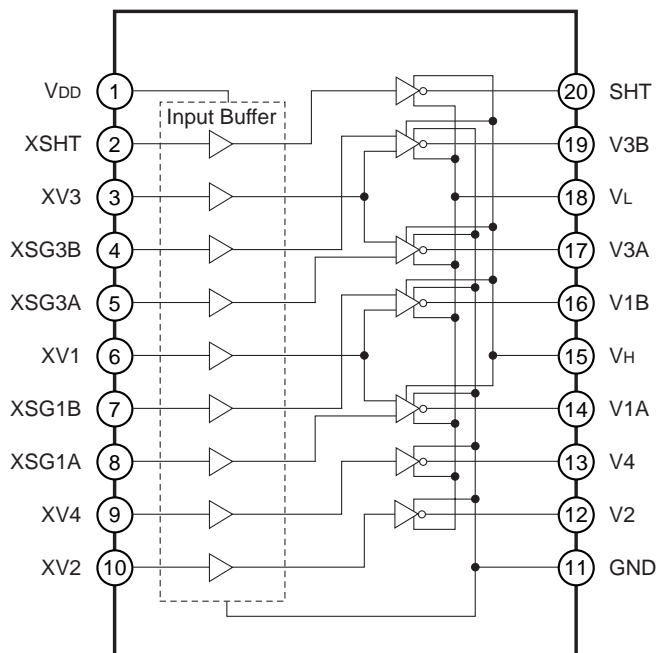 VDD 1 20 SHT
Input Buffer
XSHT 2 19 V3B
XV3 3 18 VL
XSG3B 4 17 V3A
XSG3A 5 16 V1B
XV1 6 15 VH
XSG1B 7 14 V1A
XSG1A 8 13 V4
XV4 9 12 V2
XV2 10 11 GND